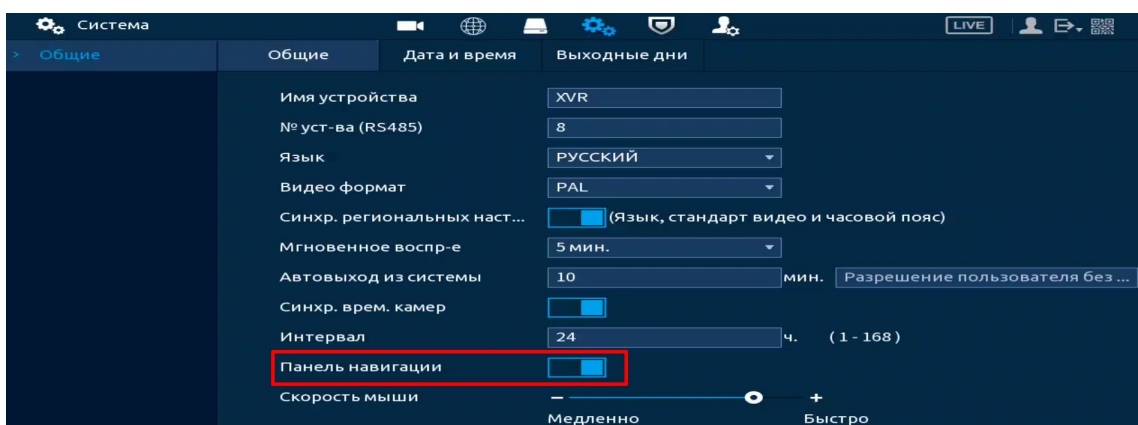 Система
LIVE
> Общие
Общие Дата и время Выходные дни
Имя устройства XVR
№ уст-ва (RS485) 8
Язык РУССКИЙ
Видео формат PAL
Синхр. региональных наст... (Язык, стандарт видео и часовой пояс)
Мгновенное воспр-е 5 мин.
Автовыход из системы 10 мин. Разрешение пользователя без ...
Синхр. врем. камер
Интервал 24 ч. (1 - 168)
Панель навигации
Скорость мыши − +
Медленно Быстро